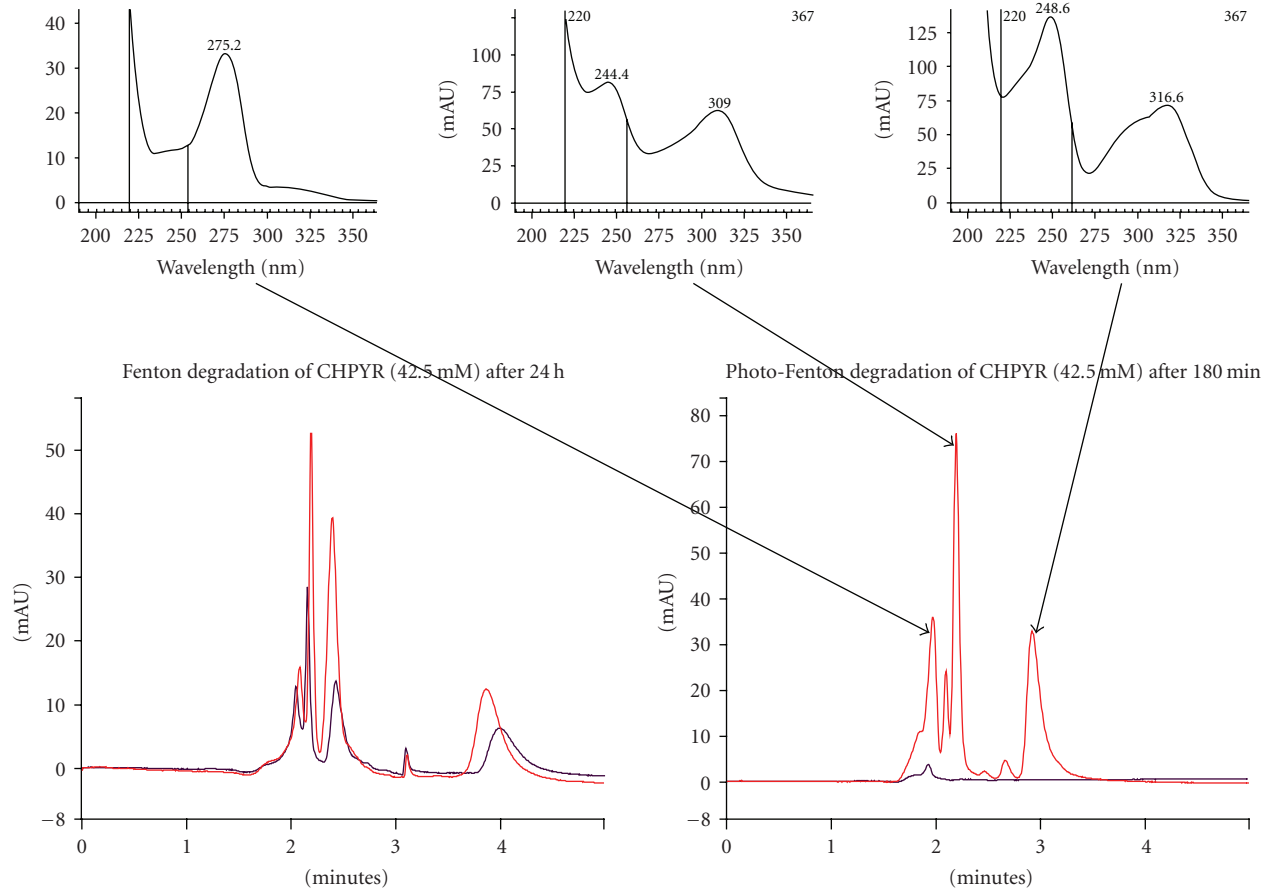 40
30
20
10
0
275.2
200 225 250 275 300 325 350
Wavelength (nm)
220
367
100
75
50
25
0
(mAU)
244.4
309
200 225 250 275 300 325 350
Wavelength (nm)
220
248.6
367
125
100
75
50
25
0
(mAU)
316.6
200 225 250 275 300 325 350
Wavelength (nm)
Fenton degradation of CHPYR (42.5 mM) after 24 h
50
40
30
20
10
0
−8
(mAU)
0 1 2 3 4
(minutes)
Photo-Fenton degradation of CHPYR (42.5 mM) after 180 min
80
70
60
50
40
30
20
10
0
−8
(mAU)
0 1 2 3 4
(minutes)